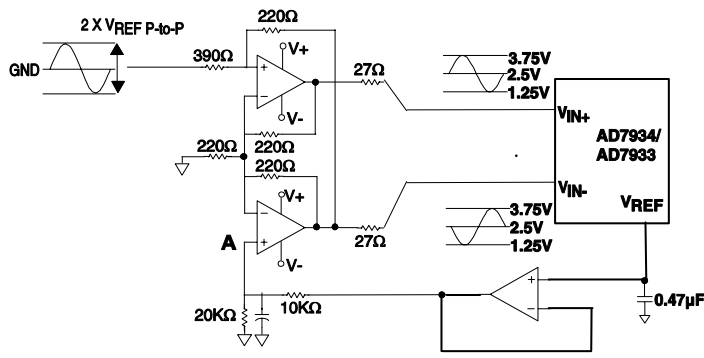 2 X VREF P-to-P
GND
390Ω
220Ω
V+
V-
27Ω
220Ω
220Ω
220Ω
V+
V-
A
27Ω
3.75V
2.5V
1.25V
VIN+
AD7934/
AD7933
VIN-
VREF
3.75V
2.5V
1.25V
20KΩ
10KΩ
0.47µF
+
−
−
+
+
−